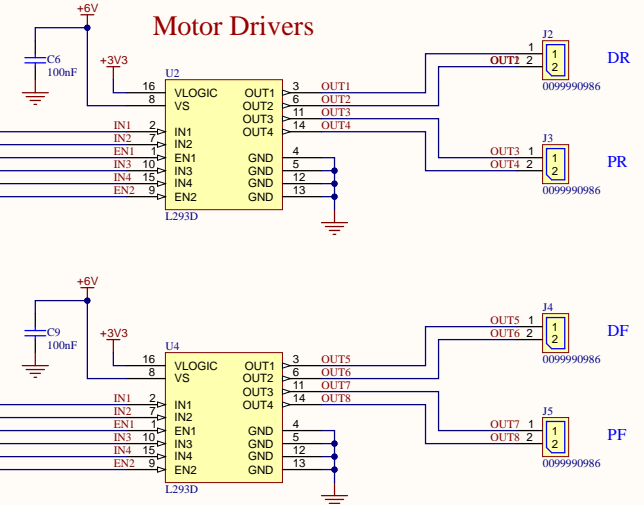 Motor Drivers
+6V
C6
100nF
+3V3
U2
16 VLOGIC OUT1 3 OUT1
8 VS OUT2 6 OUT2
OUT3 11 OUT3
IN1 2 IN1 OUT4 14 OUT4
IN2 7 IN2
EN1 1 EN1 GND 4
IN3 10 IN3 GND 5
IN4 15 IN4 GND 12
EN2 9 EN2 GND 13
L293D
J2
1 1
2 2
0099990986
DR
J3
OUT3 1 1
OUT4 2 2
0099990986
PR
+6V
C9
100nF
+3V3
U4
16 VLOGIC OUT1 3 OUT5
8 VS OUT2 6 OUT6
OUT3 11 OUT7
IN1 2 IN1 OUT4 14 OUT8
IN2 7 IN2
EN1 1 EN1 GND 4
IN3 10 IN3 GND 5
IN4 15 IN4 GND 12
EN2 9 EN2 GND 13
L293D
J4
OUT5 1 1
OUT6 2 2
0099990986
DF
J5
OUT7 1 1
OUT8 2 2
0099990986
PF